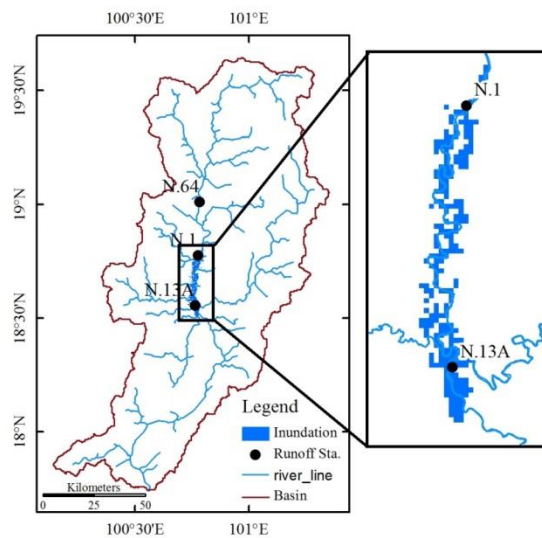 100°30'E 101°E
19°30'N
19°N
18°30'N
18°N
N.64
N.1
N.13A
N.1
N.13A
Legend
Inundation
Runoff Sta.
river_line
Basin
Kilometers
0 25 50
100°30'E 101°E